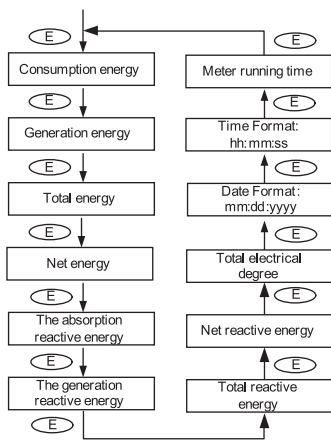 E
Consumption energy
E
Generation energy
E
Total energy
E
Net energy
E
The absorption
reactive energy
E
The generation
reactive energy
E
Total reactive
energy
E
Net reactive energy
E
Total electrical
degree
E
Date Format:
mm:dd:yyyy
E
Time Format:
hh:mm:ss
E
Meter running time
E